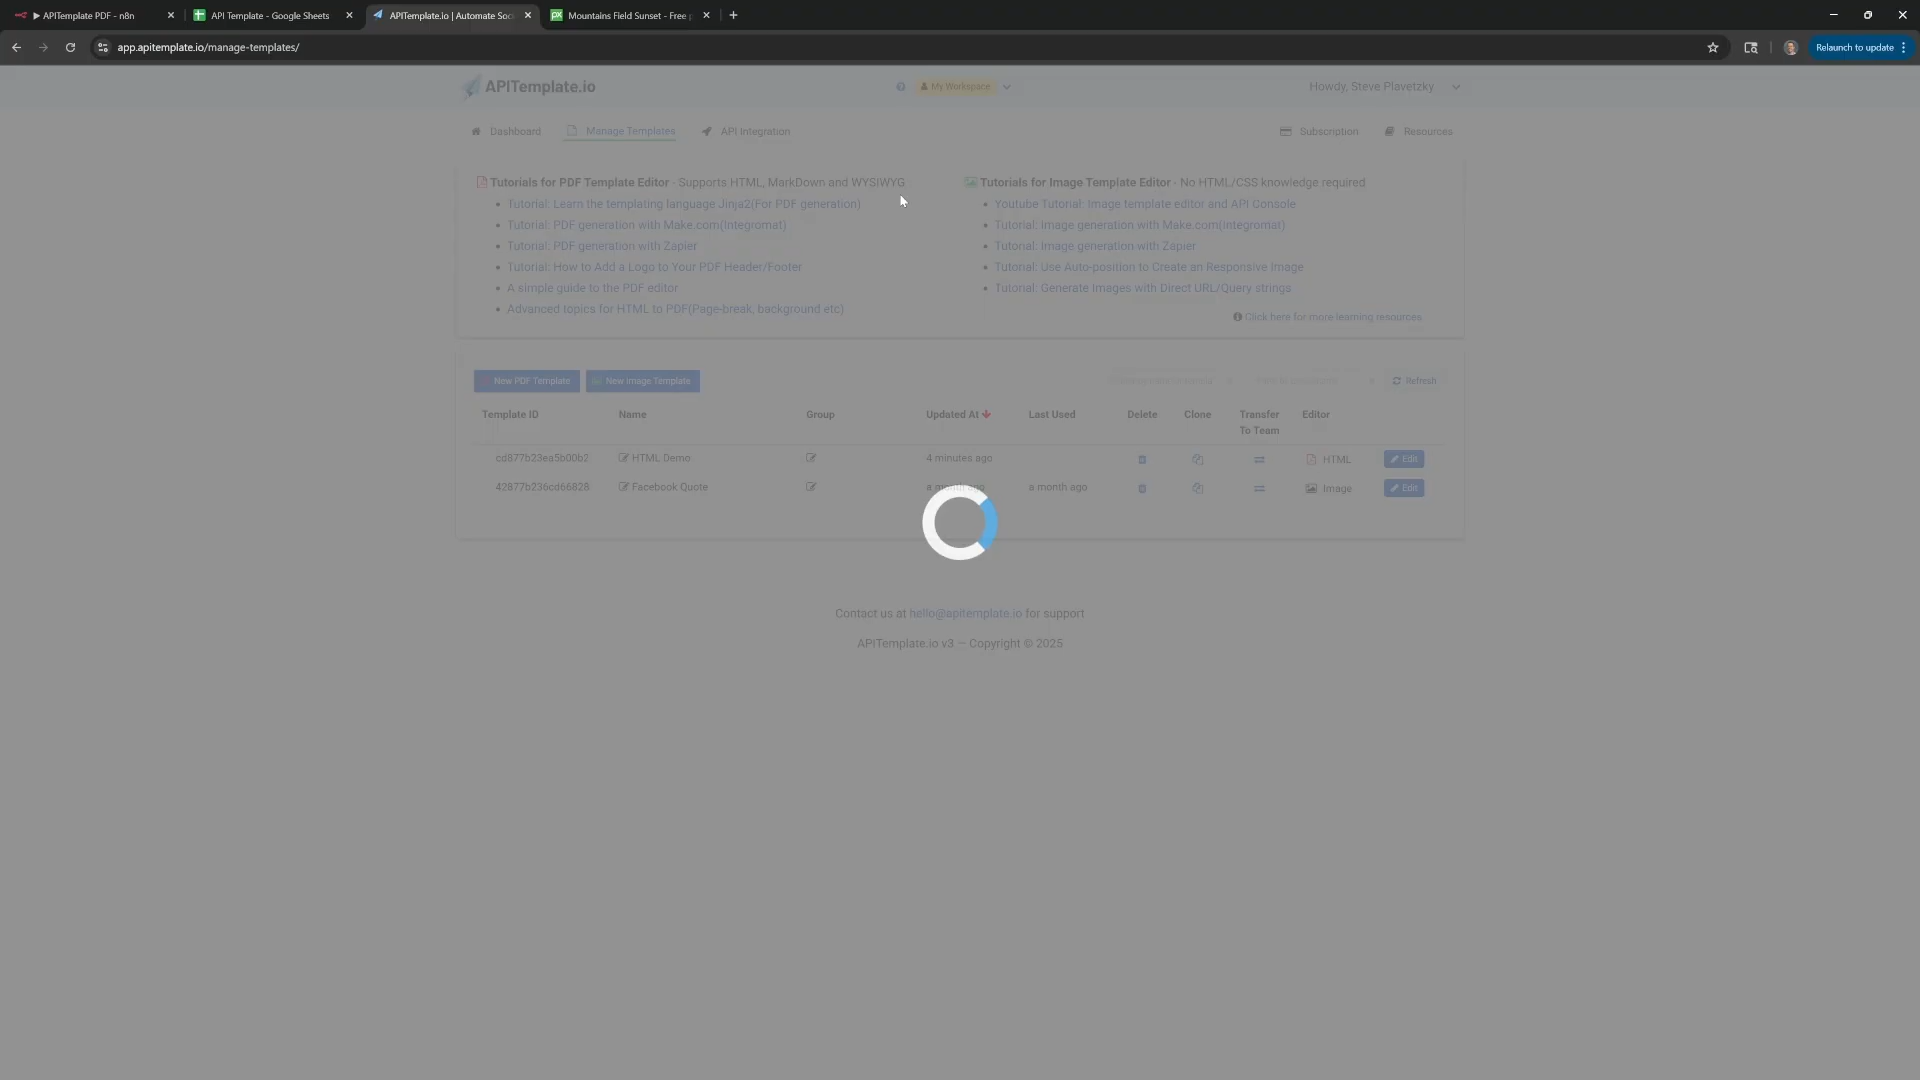 APITemplate PDF - n8n
API Template - Google Sheets
APITemplate.io | Automate Soc
Mountains Field Sunset - Free p
app.apitemplate.io/manage-templates/
Relaunch to update
APITemplate.io
My Workspace
Howdy, Steve Plavetzky
Dashboard
Manage Templates
API Integration
Subscription
Resources
Tutorials for PDF Template Editor - Supports HTML, MarkDown and WYSIWYG
Tutorial: Learn the templating language Jinja2(For PDF generation)
Tutorial: PDF generation with Make.com(Integromat)
Tutorial: PDF generation with Zapier
Tutorial: How to Add a Logo to Your PDF Header/Footer
A simple guide to the PDF editor
Advanced topics for HTML to PDF(Page-break, background etc)
Tutorials for Image Template Editor - No HTML/CSS knowledge required
Youtube Tutorial: Image template editor and API Console
Tutorial: Image generation with Make.com(Integromat)
Tutorial: Image generation with Zapier
Tutorial: Use Auto-position to Create an Responsive Image
Tutorial: Generate Images with Direct URL/Query strings
Click here for more learning resources
New PDF Template
New Image Template
Refresh
Template ID Name Group Updated At Last Used Delete Clone Transfer To Team Editor
cd877b23ea5b00b2 HTML Demo 4 minutes ago HTML Edit
42877b236cd66828 Facebook Quote a month ago a month ago Image Edit
Contact us at hello@apitemplate.io for support
APITemplate.io v3 — Copyright © 2025